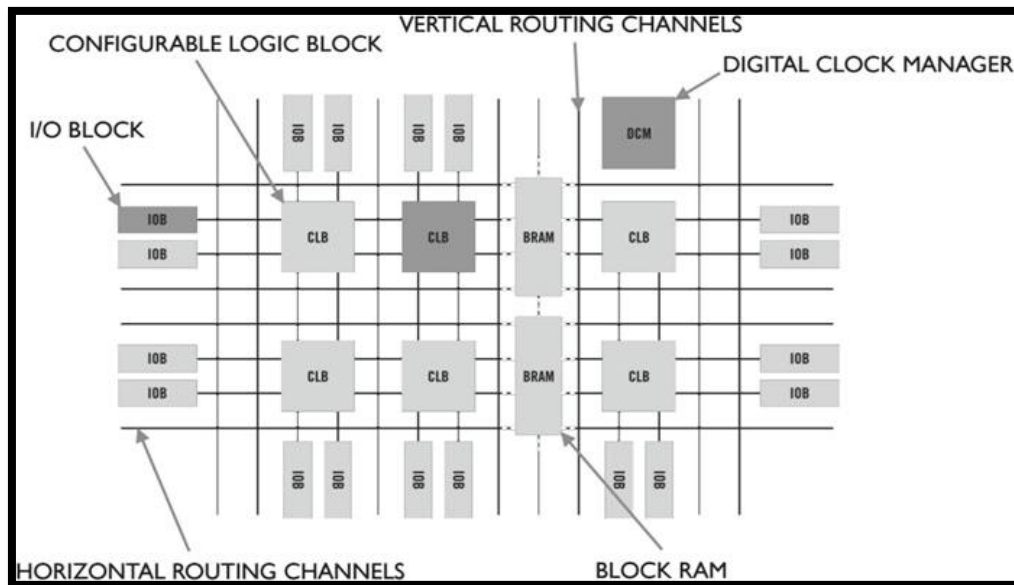 VERTICAL ROUTING CHANNELS
CONFIGURABLE LOGIC BLOCK
DIGITAL CLOCK MANAGER
I/O BLOCK
IOB IOB IOB IOB DCM
IOB CLB CLB BRAM CLB IOB
IOB IOB
IOB CLB CLB BRAM CLB IOB
IOB IOB
IOB IOB IOB IOB IOB IOB
HORIZONTAL ROUTING CHANNELS
BLOCK RAM